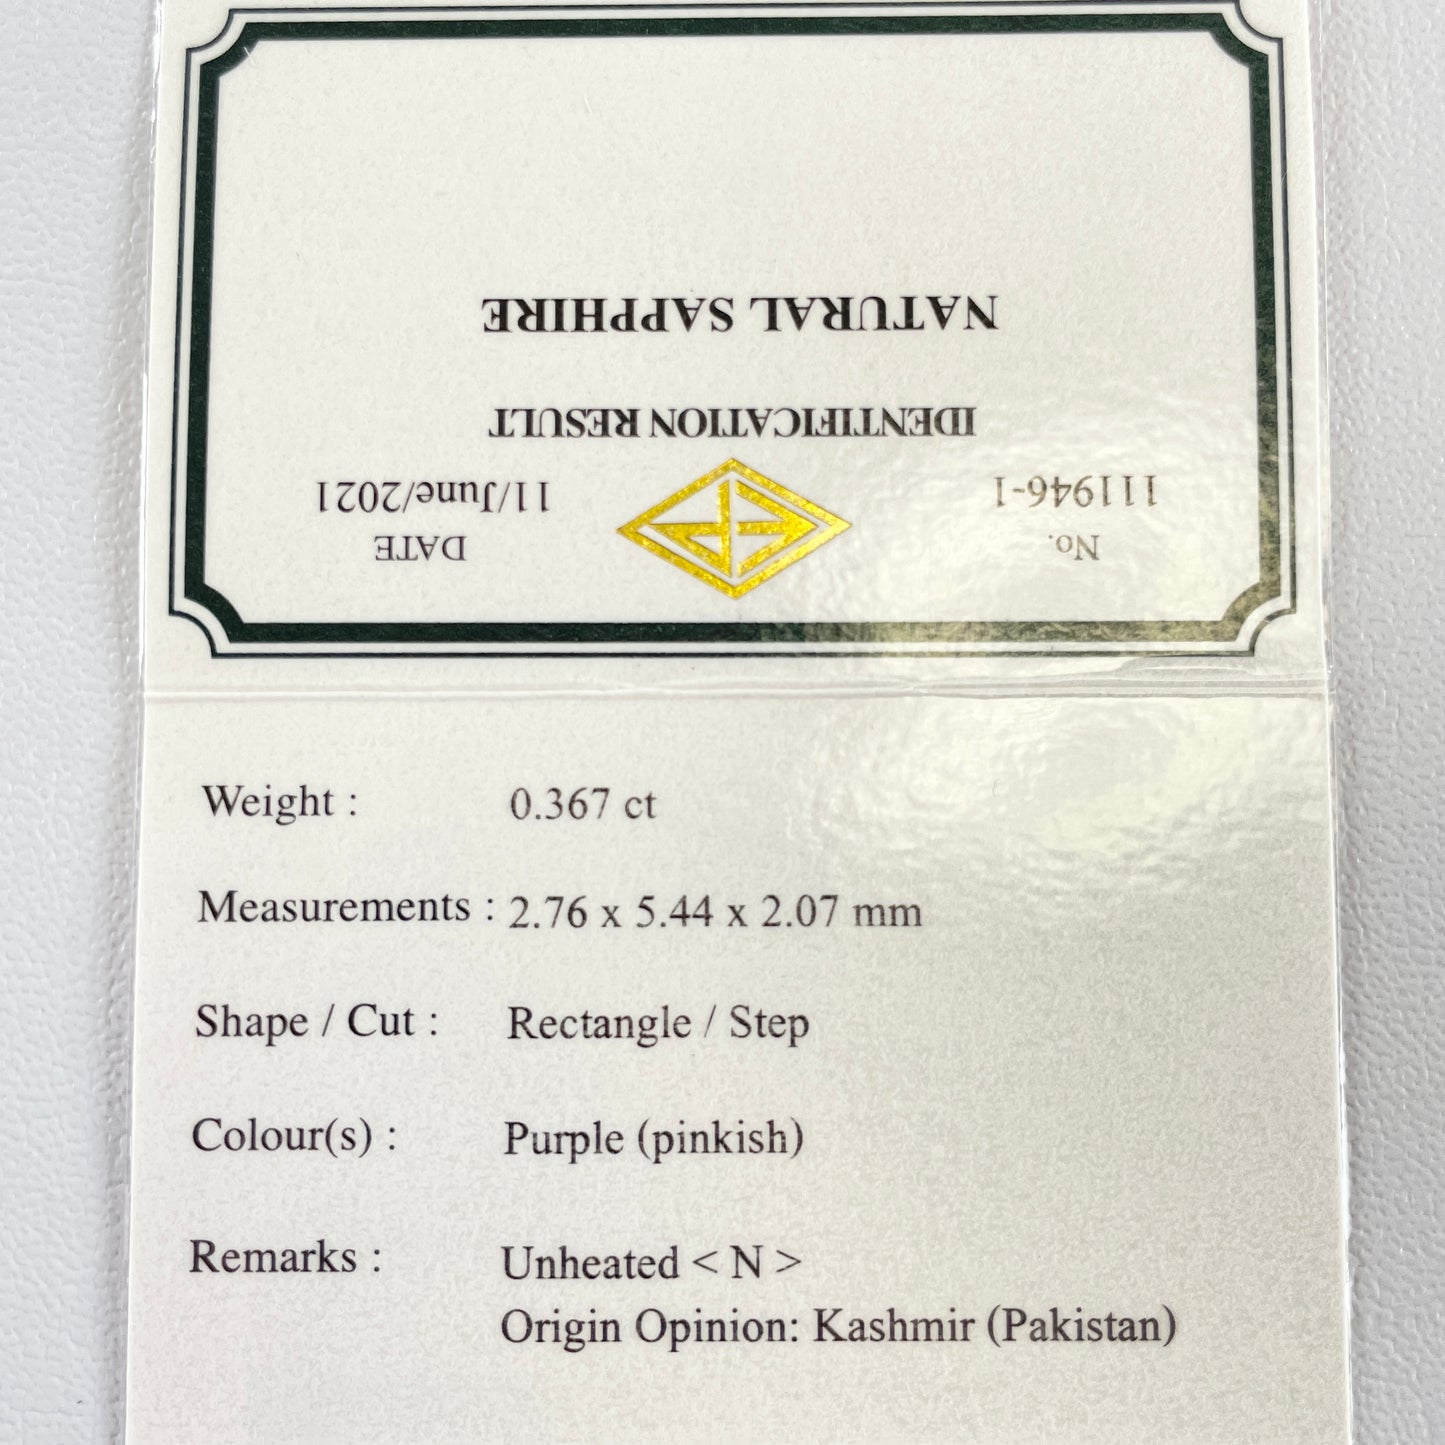 No.
111946-1
DATE
11/June/2021
IDENTIFICATION RESULT
NATURAL SAPPHIRE
Weight : 0.367 ct
Measurements : 2.76 x 5.44 x 2.07 mm
Shape / Cut : Rectangle / Step
Colour(s) : Purple (pinkish)
Remarks : Unheated < N >
Origin Opinion: Kashmir (Pakistan)